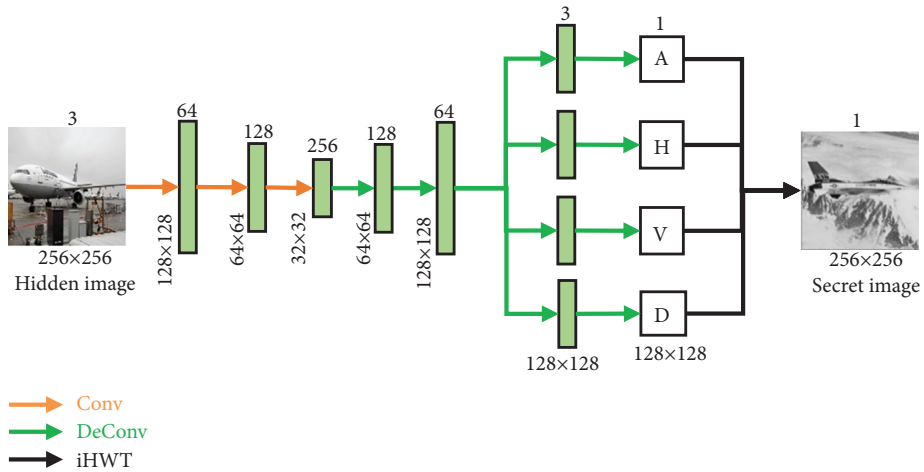 3
256×256
Hidden image
64
128×128
128
64×64
256
32×32
128
64×64
64
128×128
3
128×128
1
A
H
V
D
128×128
1
256×256
Secret image
Conv
DeConv
iHWT